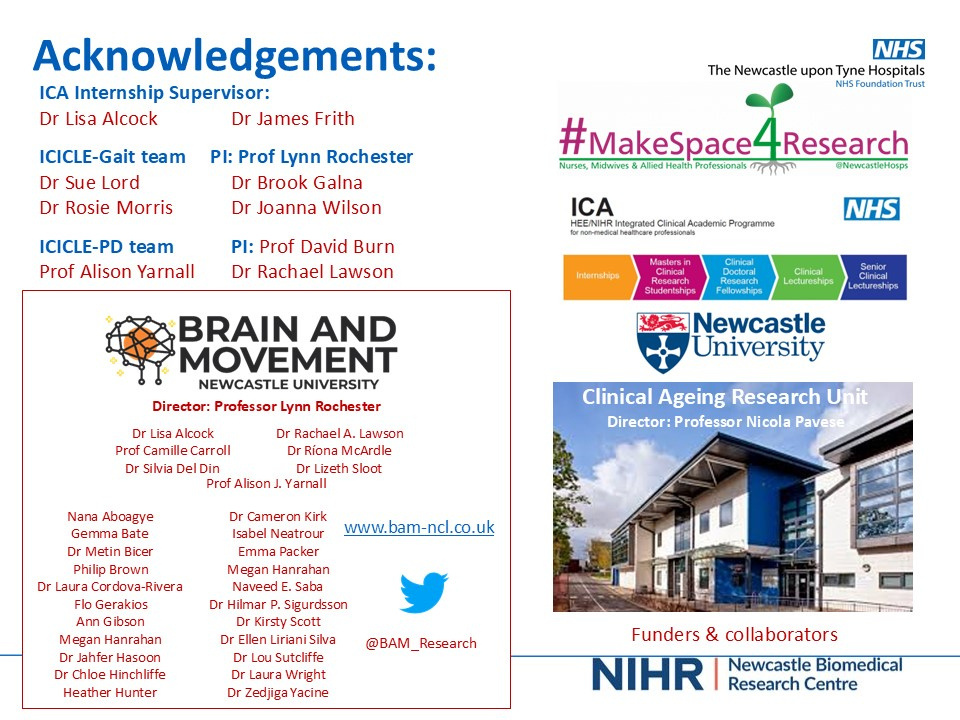 Acknowledgements:
ICA Internship Supervisor:
Dr Lisa Alcock Dr James Frith
ICICLE-Gait team PI: Prof Lynn Rochester
Dr Sue Lord Dr Brook Galna
Dr Rosie Morris Dr Joanna Wilson
ICICLE-PD team PI: Prof David Burn
Prof Alison Yarnall Dr Rachael Lawson
BRAIN AND
MOVEMENT
NEWCASTLE UNIVERSITY
Director: Professor Lynn Rochester
Dr Lisa Alcock Dr Rachael A. Lawson
Prof Camille Carroll Dr Ríona McArdle
Dr Silvia Del Din Dr Lizeth Sloot
Prof Alison J. Yarnall
Nana Aboagye Dr Cameron Kirk
Gemma Bate Isabel Neatrour
Dr Metin Bicer Emma Packer
Philip Brown Megan Hanrahan
Dr Laura Cordova-Rivera Naveed E. Saba
Flo Gerakios Dr Hilmar P. Sigurdsson
Ann Gibson Dr Kirsty Scott
Megan Hanrahan Dr Ellen Liriani Silva
Dr Jahfer Hasoon Dr Lou Sutcliffe
Dr Chloe Hinchliffe Dr Laura Wright
Heather Hunter Dr Zedjiga Yacine
www.bam-ncl.co.uk
@BAM_Research
NHS
The Newcastle upon Tyne Hospitals
NHS Foundation Trust
#MakeSpace4Research
Nurses, Midwives & Allied Health Professionals @NewcastleHosps
ICA NHS
HEE/NIHR Integrated Clinical Academic Programme
for non-medical healthcare professionals
Internships
Masters in
Clinical
Research
Studentships
Clinical
Doctoral
Research
Fellowships
Clinical
Lectureships
Senior
Clinical
Lectureships
Newcastle
University
Clinical Ageing Research Unit
Director: Professor Nicola Pavese
Funders & collaborators
NIHR | Newcastle Biomedical
Research Centre